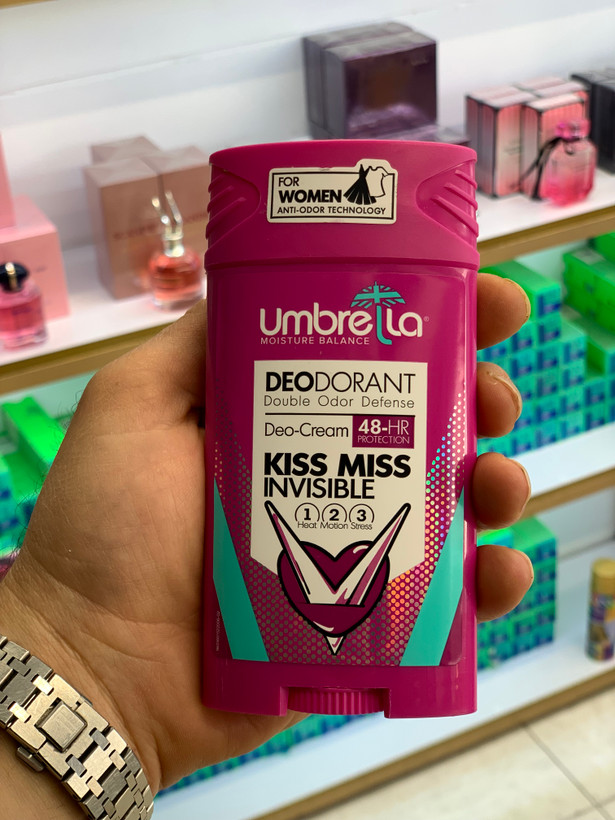 FOR
WOMEN
ANTI-ODOR TECHNOLOGY
umbrella®
MOISTURE BALANCE
DEODORANT
Double Odor Defense
Deo-Cream 48-HR
PROTECTION
KISS MISS
INVISIBLE
1 2 3
Heat Motion Stress